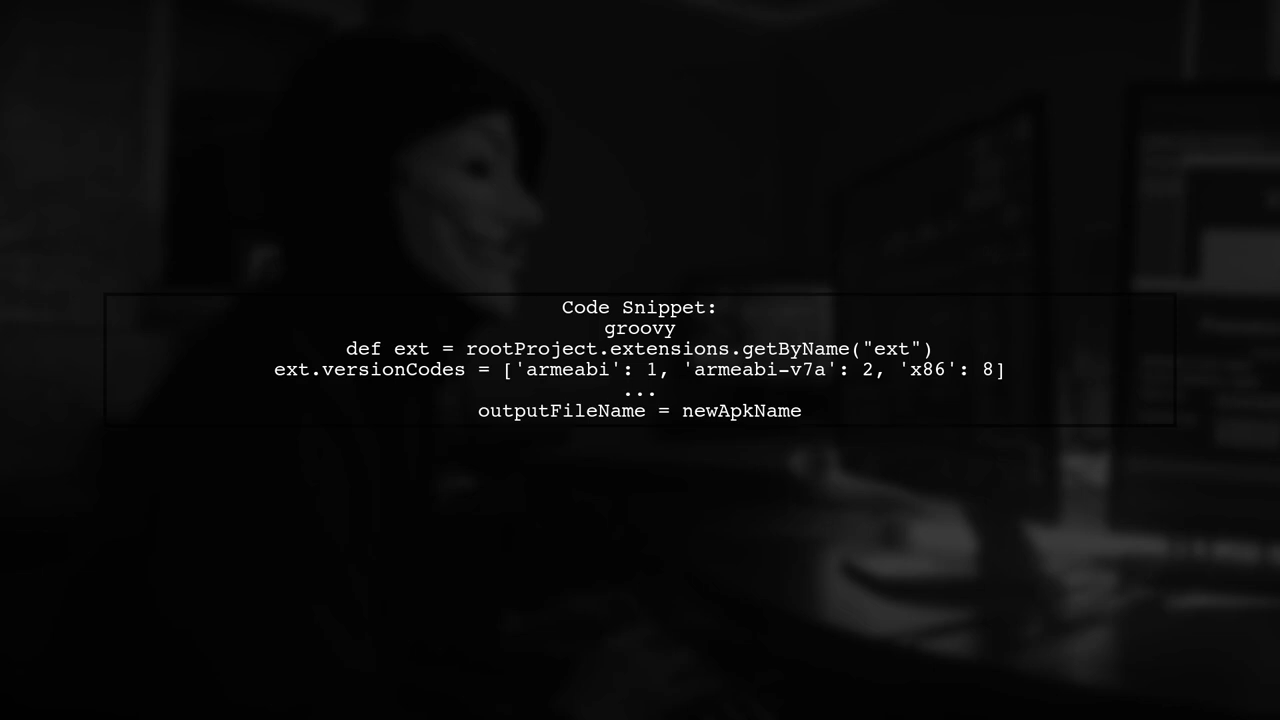 Code Snippet:
groovy
def ext = rootProject.extensions.getByName("ext")
ext.versionCodes = ['armeabi': 1, 'armeabi-v7a': 2, 'x86': 8]
...
outputFileName = newApkName